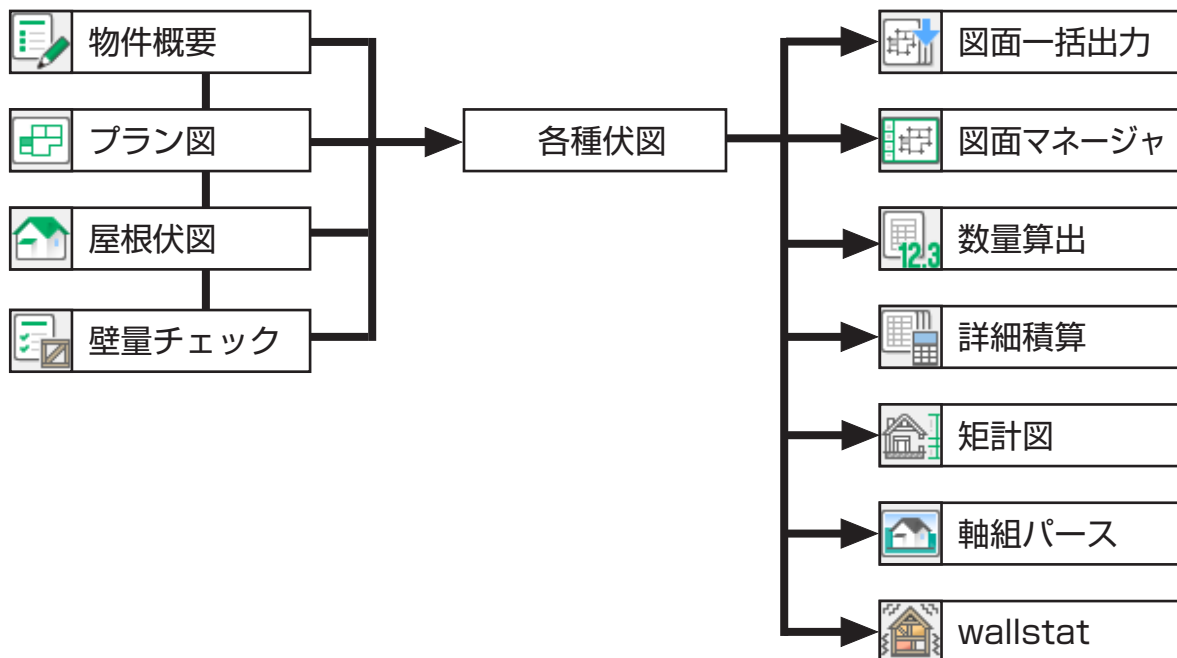 物件概要
プラン図
屋根伏図
壁量チェック
各種伏図
図面一括出力
図面マネージャ
数量算出
12.3
詳細積算
矩計図
軸組パース
wallstat